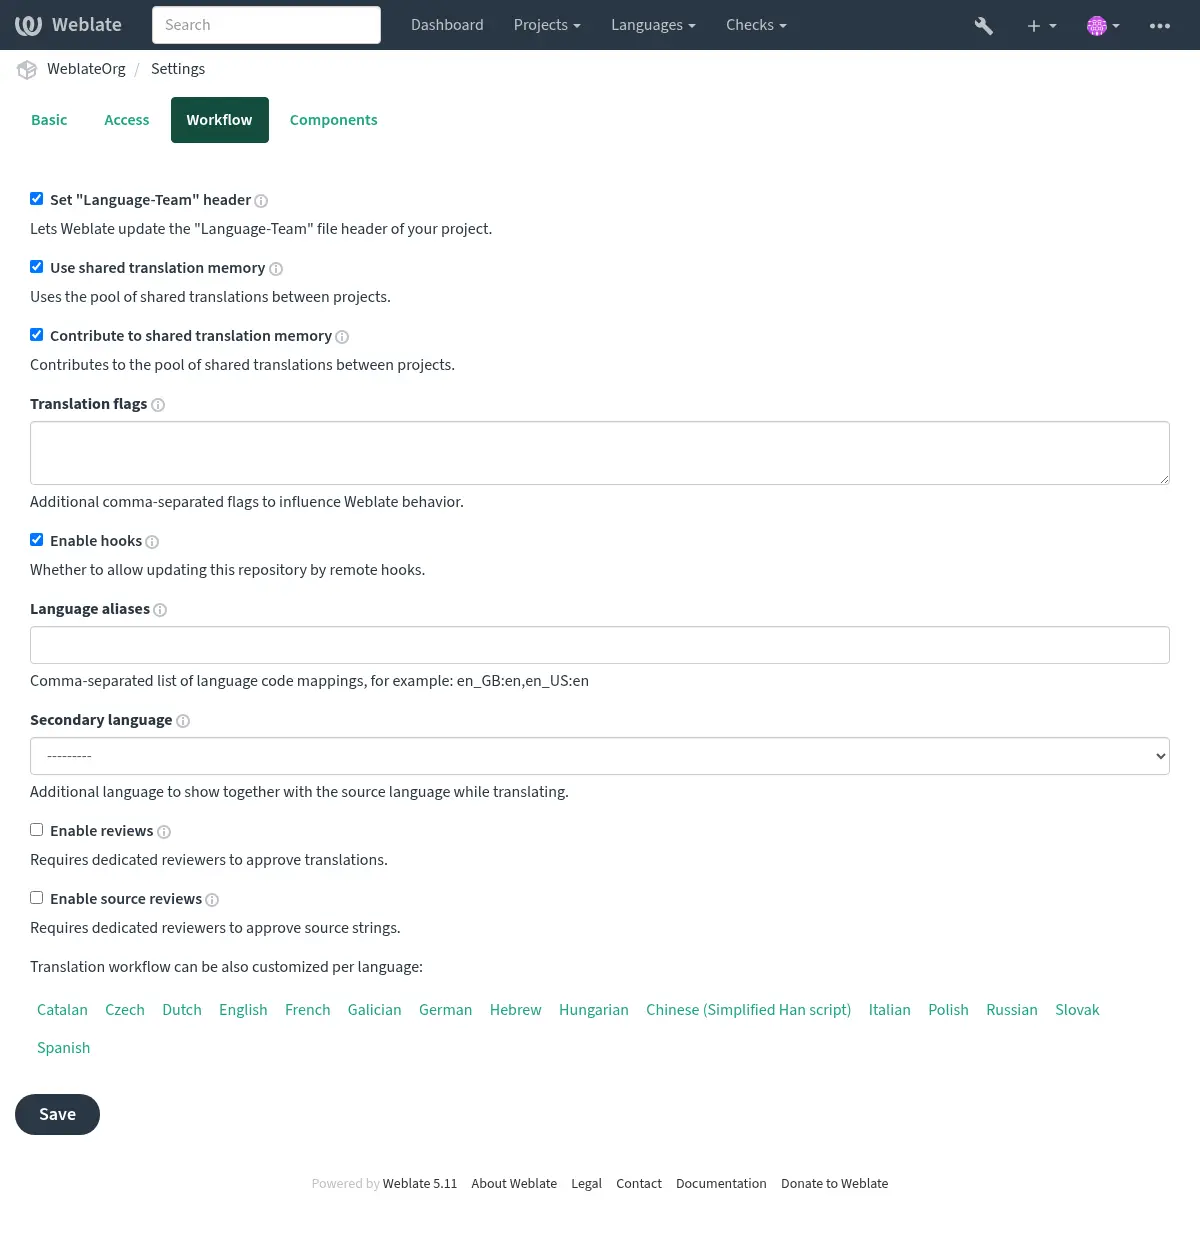 Weblate Search Dashboard Projects Languages Checks
WeblateOrg / Settings
Basic Access Workflow Components
Set "Language-Team" header
Lets Weblate update the "Language-Team" file header of your project.
Use shared translation memory
Uses the pool of shared translations between projects.
Contribute to shared translation memory
Contributes to the pool of shared translations between projects.
Translation flags
Additional comma-separated flags to influence Weblate behavior.
Enable hooks
Whether to allow updating this repository by remote hooks.
Language aliases
Comma-separated list of language code mappings, for example: en_GB:en,en_US:en
Secondary language
---------
Additional language to show together with the source language while translating.
Enable reviews
Requires dedicated reviewers to approve translations.
Enable source reviews
Requires dedicated reviewers to approve source strings.
Translation workflow can be also customized per language:
Catalan Czech Dutch English French Galician German Hebrew Hungarian Chinese (Simplified Han script) Italian Polish Russian Slovak
Spanish
Save
Powered by Weblate 5.11 About Weblate Legal Contact Documentation Donate to Weblate